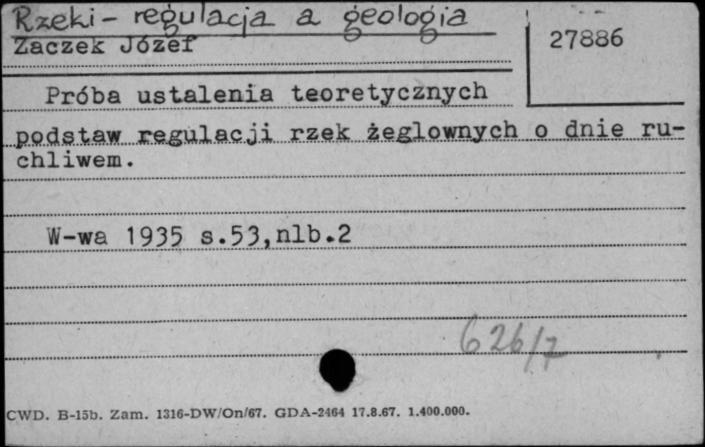 Rzeki - regulacja a geologia
Zaczek Józef
27886
Próba ustalenia teoretycznych
podstaw regulacji rzek żeglownych o dnie ru-
chliwem.
W-wa 1935 s.53,nlb.2
626/7
CWD. B-15b. Zam. 1316-DW/On/67. GDA-2464 17.8.67. 1.400.000.